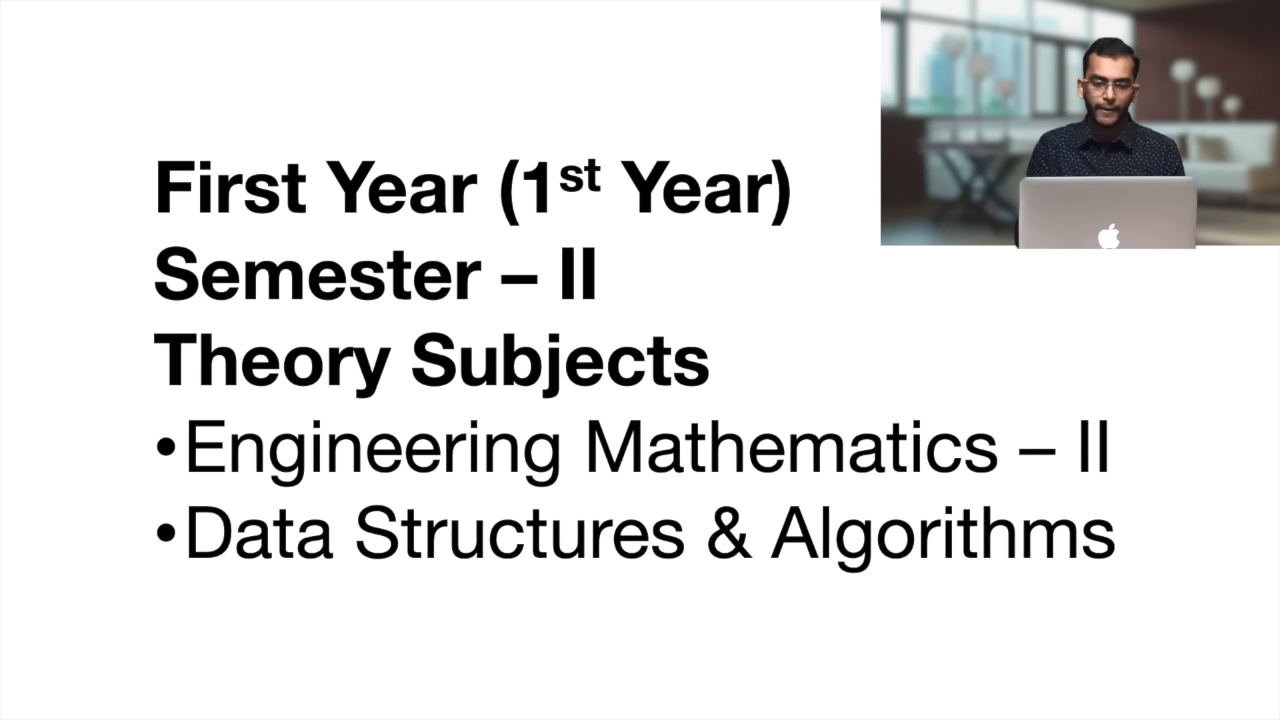 First Year (1st Year)
Semester – II
Theory Subjects
•Engineering Mathematics – II
•Data Structures & Algorithms